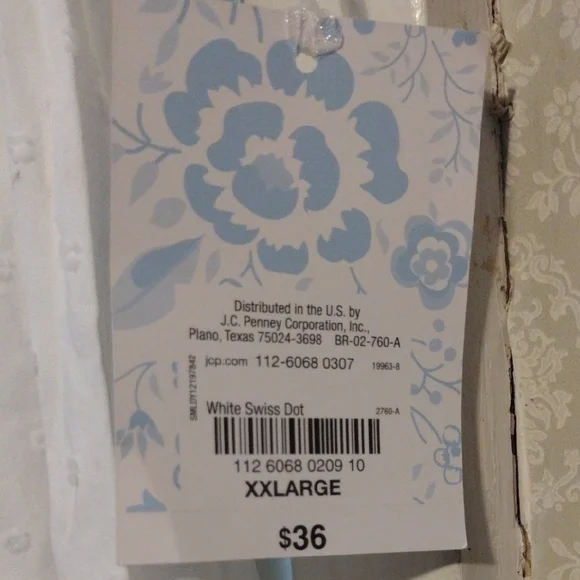 Distributed in the U.S. by
J.C. Penney Corporation, Inc.,
Plano, Texas 75024-3698 BR-02-760-A
jcp.com 112-6068 0307 19963-8
SMLDY12197842
White Swiss Dot 2760-A
112 6068 0209 10
XXLARGE
$36